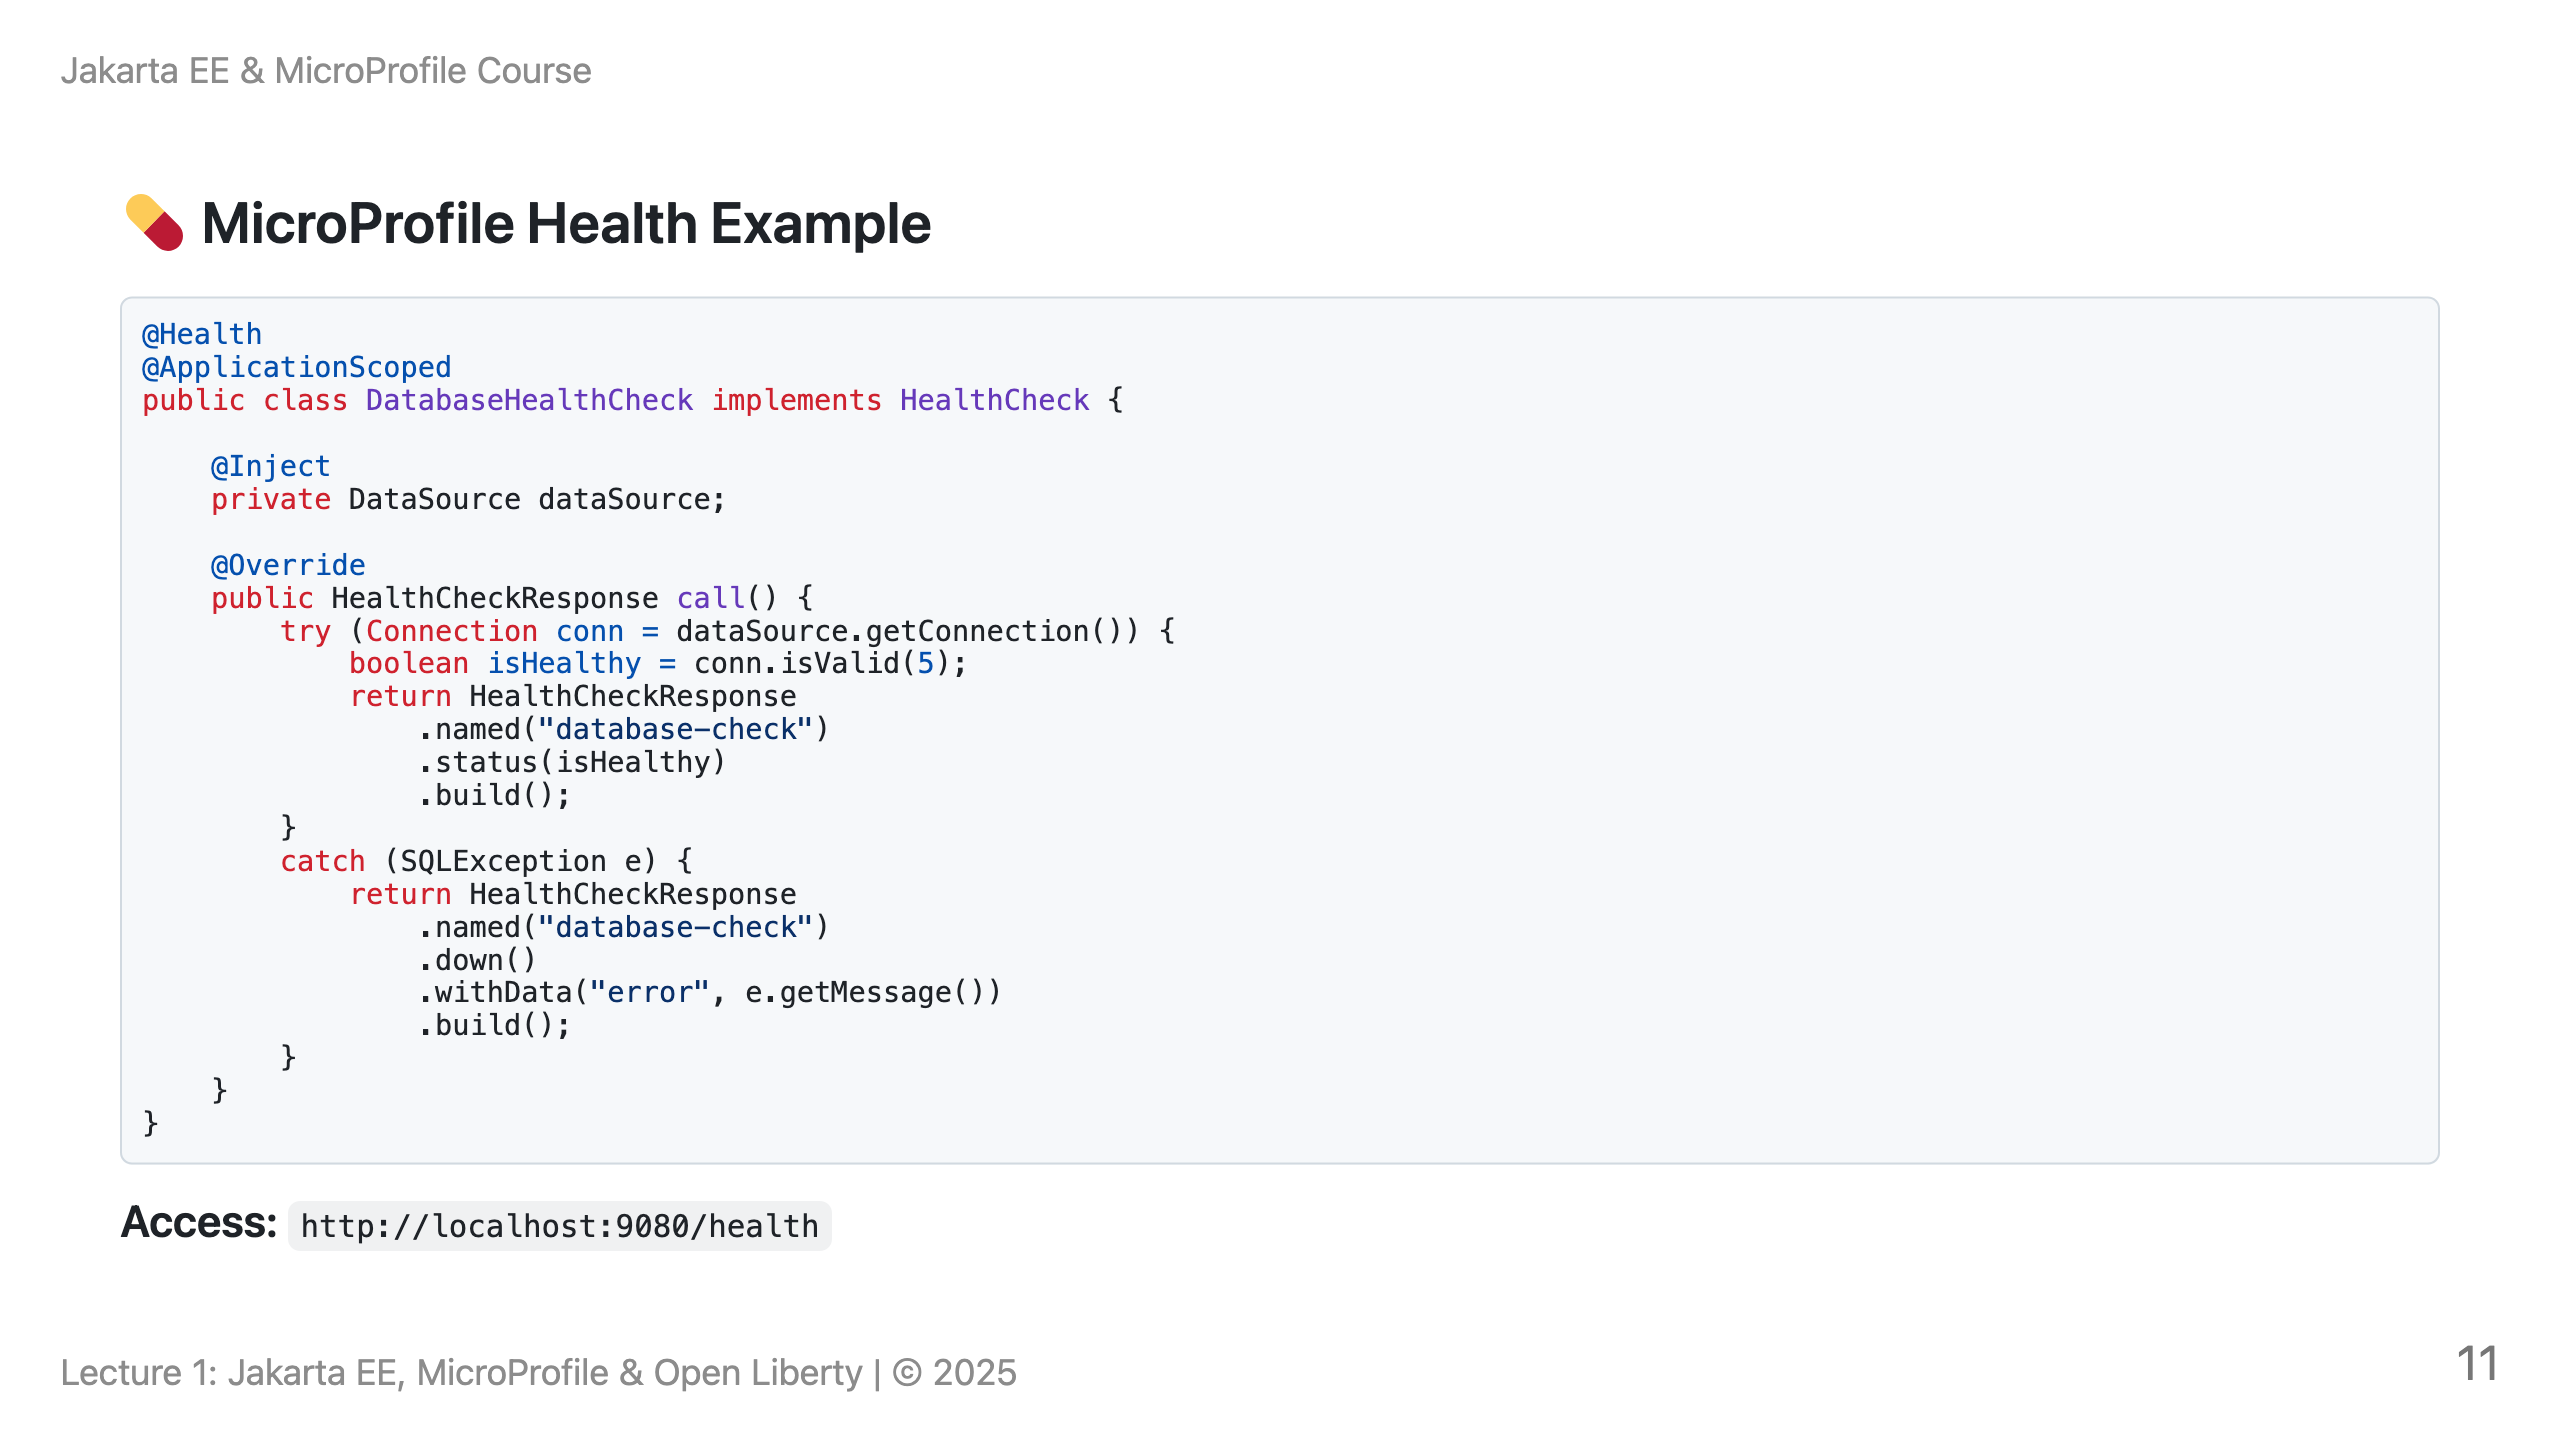 Jakarta EE & MicroProfile Course
💊 MicroProfile Health Example
@Health
@ApplicationScoped
public class DatabaseHealthCheck implements HealthCheck {

    @Inject
    private DataSource dataSource;

    @Override
    public HealthCheckResponse call() {
        try (Connection conn = dataSource.getConnection()) {
            boolean isHealthy = conn.isValid(5);
            return HealthCheckResponse
                .named("database-check")
                .status(isHealthy)
                .build();
        }
        catch (SQLException e) {
            return HealthCheckResponse
                .named("database-check")
                .down()
                .withData("error", e.getMessage())
                .build();
        }
    }
}
Access: http://localhost:9080/health
Lecture 1: Jakarta EE, MicroProfile & Open Liberty | © 2025
11